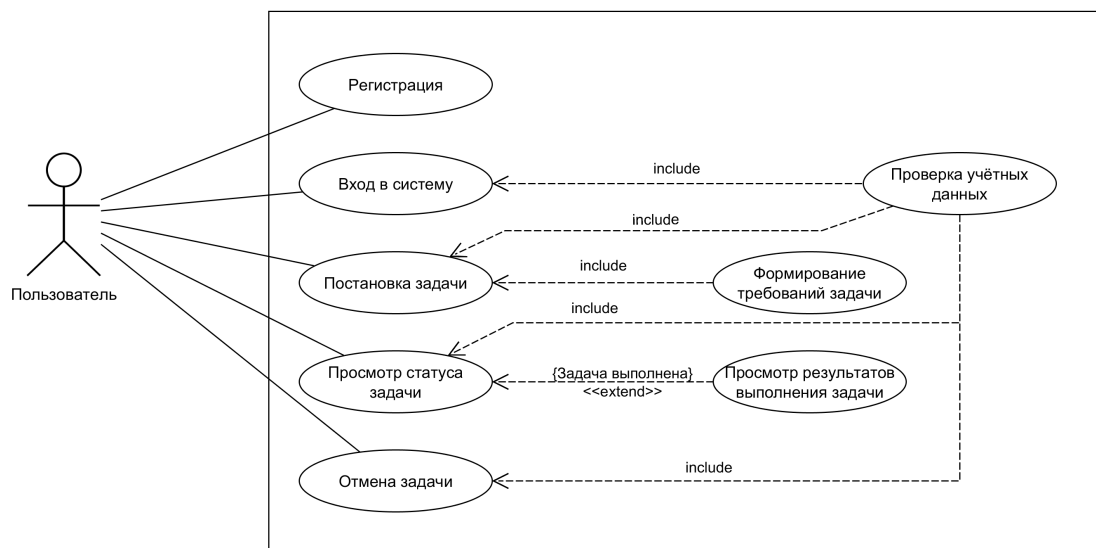 Регистрация
Вход в систему
include
Проверка учётных
данных
include
Постановка задачи
include
Формирование
требований задачи
Пользователь
include
Просмотр статуса
задачи
{Задача выполнена}
<<extend>>
Просмотр результатов
выполнения задачи
Отмена задачи
include